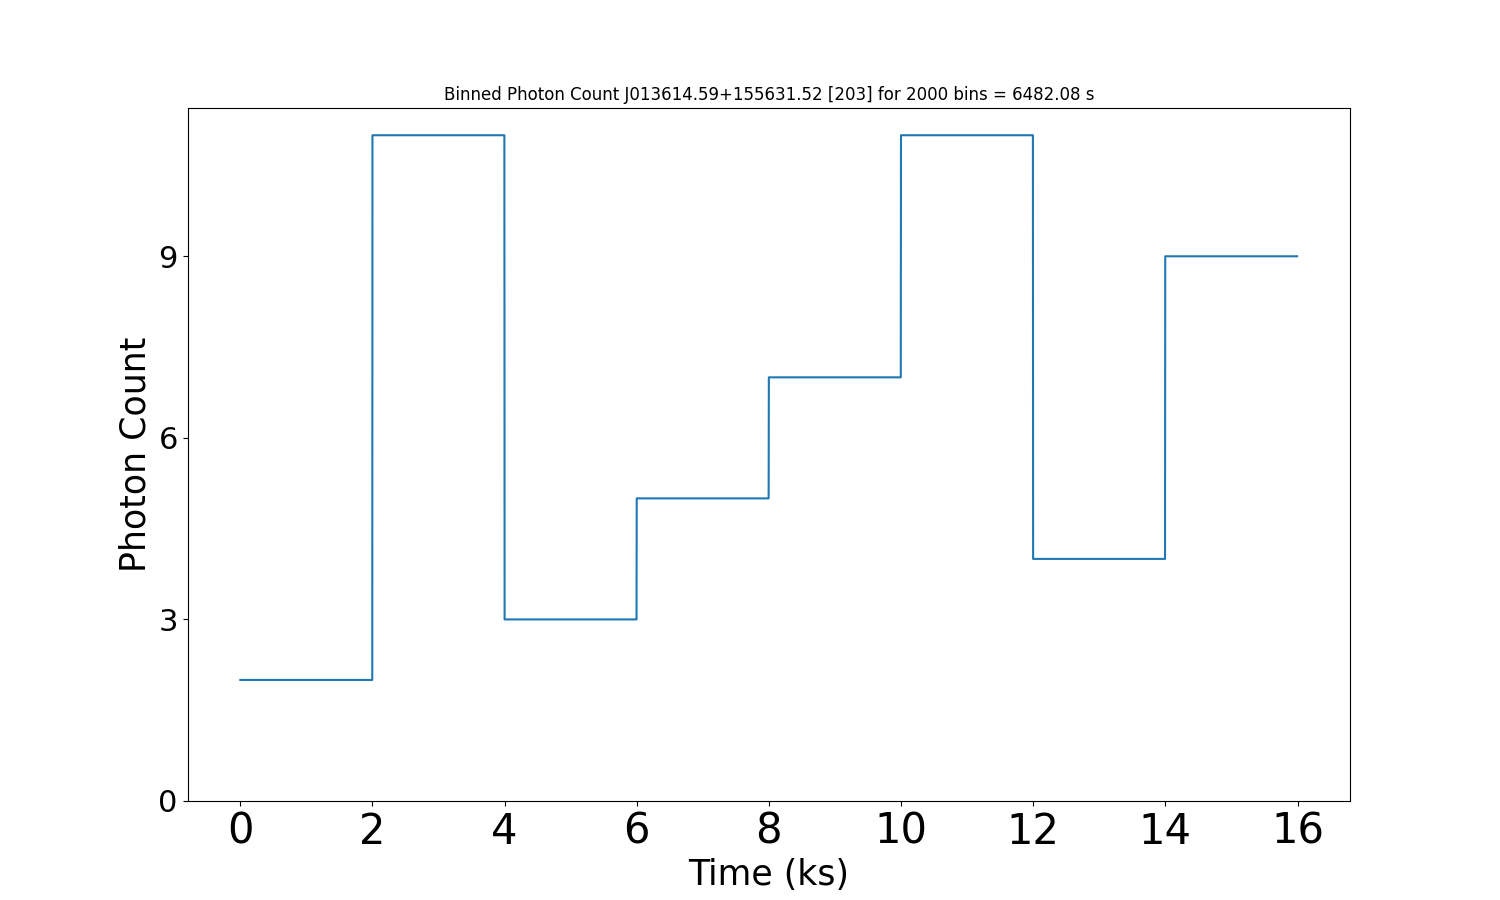 Binned Photon Count J013614.59+155631.52 [203] for 2000 bins = 6482.08 s
Photon Count
9
6
3
0
0 2 4 6 8 10 12 14 16
Time (ks)